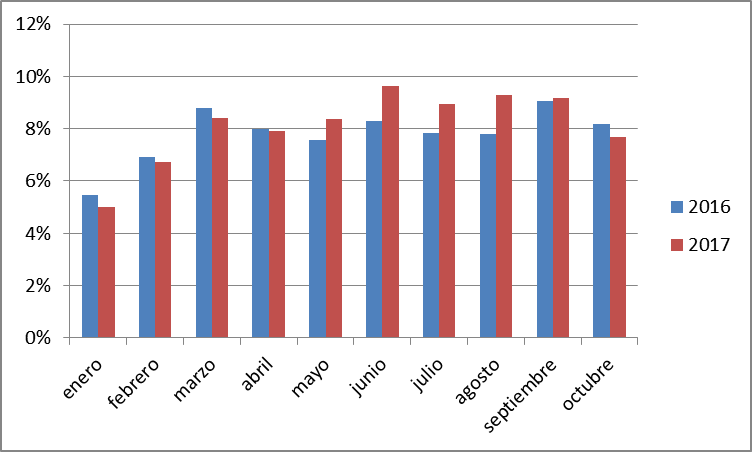 12%
10%
8%
6%
4%
2%
0%
enero
febrero
marzo
abril
mayo
junio
julio
agosto
septiembre
octubre
2016
2017